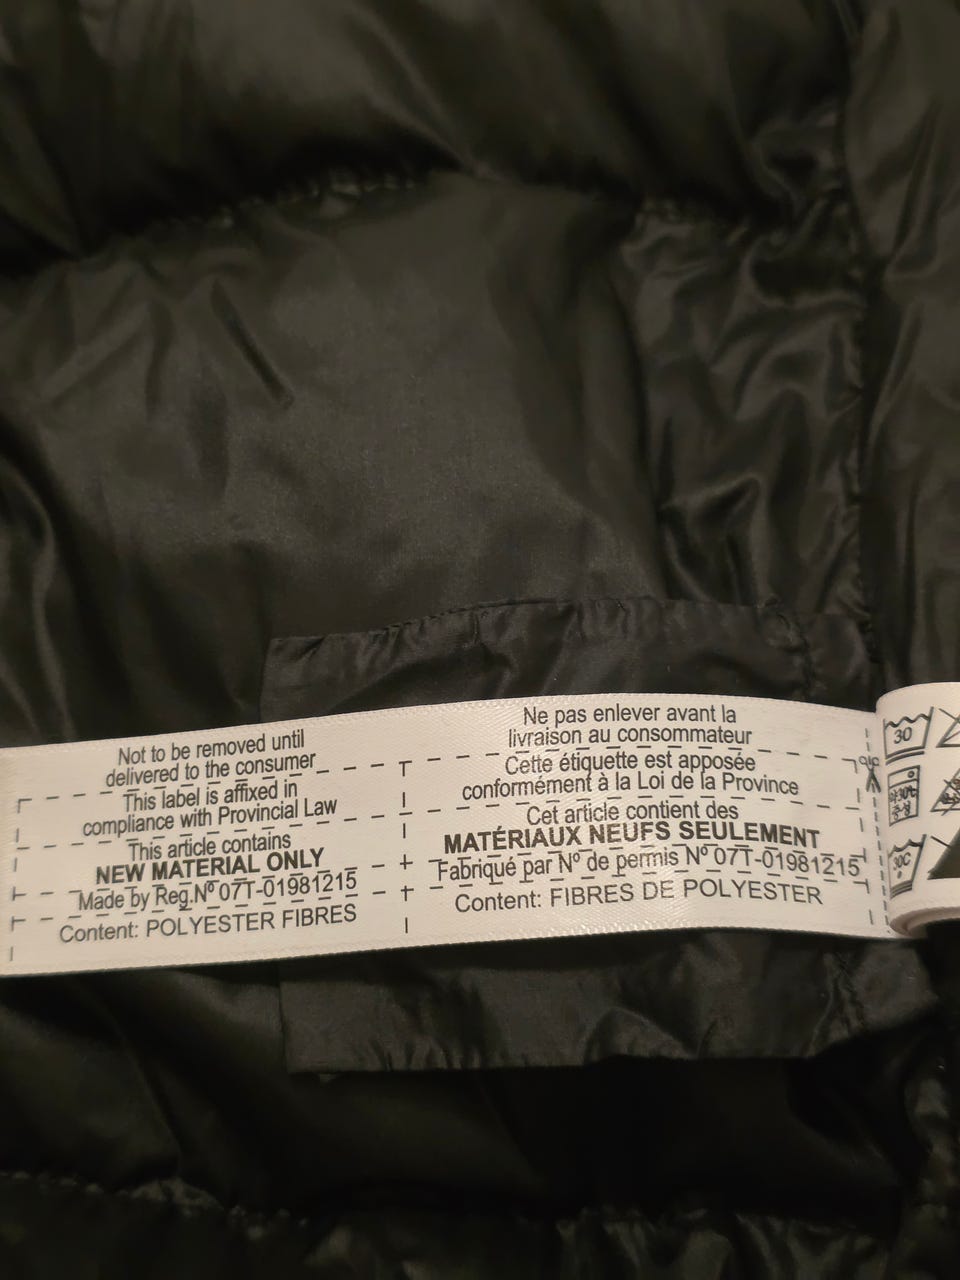 Not to be removed until
delivered to the consumer
This label is affixed in
compliance with Provincial Law
This article contains
NEW MATERIAL ONLY
Made by Reg.Nº 07T-01981215
Content: POLYESTER FIBRES
Ne pas enlever avant la
livraison au consommateur
Cette étiquette est apposée
conformément à la Loi de la Province
Cet article contient des
MATÉRIAUX NEUFS SEULEMENT
Fabriqué par Nº de permis Nº 07T-01981215
Content: FIBRES DE POLYESTER
30
30C